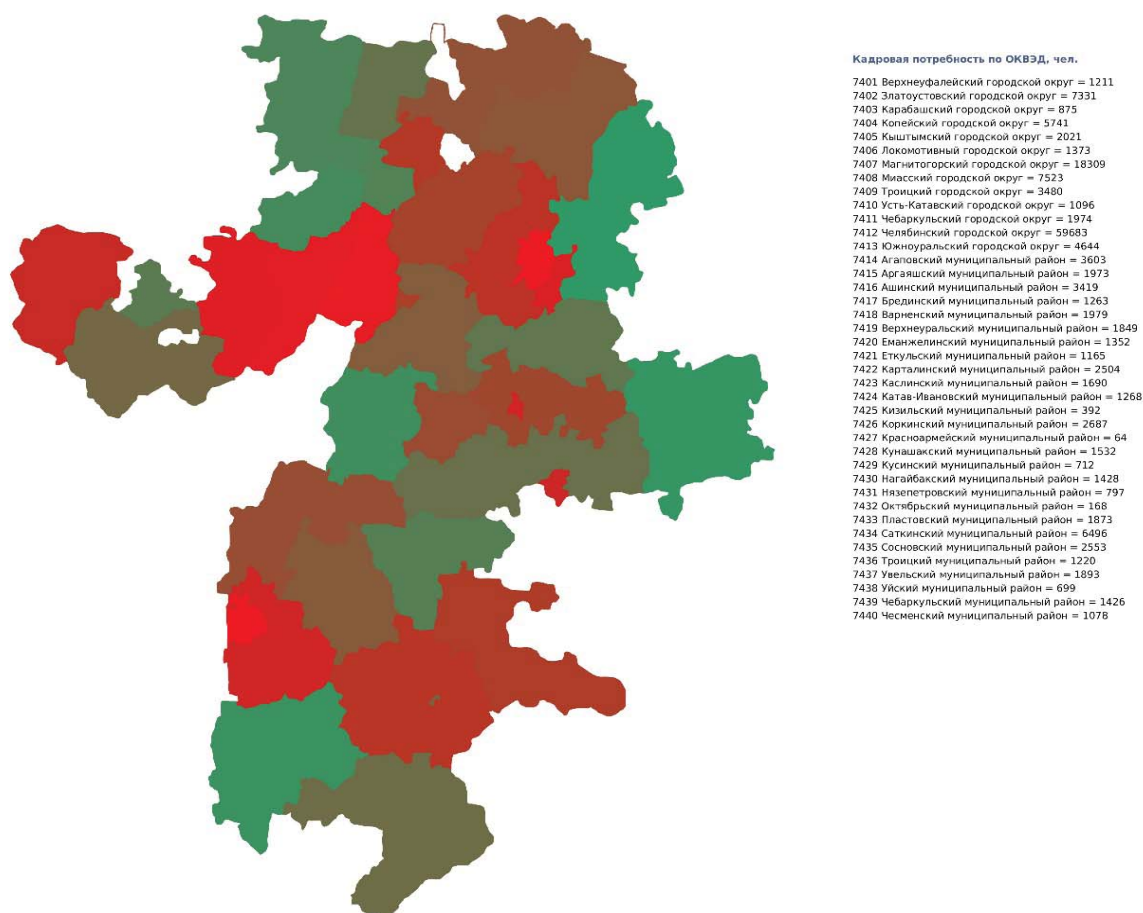 Кадровая потребность по ОКВЭД, чел.
7401 Верхнеуфалейский городской округ = 1211
7402 Златоустовский городской округ = 7331
7403 Карабашский городской округ = 875
7404 Копейский городской округ = 5741
7405 Кыштымский городской округ = 2021
7406 Локомотивный городской округ = 1373
7407 Магнитогорский городской округ = 18309
7408 Миасский городской округ = 7523
7409 Троицкий городской округ = 3480
7410 Усть-Катавский городской округ = 1096
7411 Чебаркульский городской округ = 1974
7412 Челябинский городской округ = 59683
7413 Южноуральский городской округ = 4644
7414 Агаповский муниципальный район = 3603
7415 Аргаяшский муниципальный район = 1973
7416 Ашинский муниципальный район = 3419
7417 Брединский муниципальный район = 1263
7418 Варненский муниципальный район = 1979
7419 Верхнеуральский муниципальный район = 1849
7420 Еманжелинский муниципальный район = 1352
7421 Еткульский муниципальный район = 1165
7422 Карталинский муниципальный район = 2504
7423 Каслинский муниципальный район = 1690
7424 Катав-Ивановский муниципальный район = 1268
7425 Кизильский муниципальный район = 392
7426 Коркинский муниципальный район = 2687
7427 Красноармейский муниципальный район = 64
7428 Кунашакский муниципальный район = 1532
7429 Кусинский муниципальный район = 712
7430 Нагайбакский муниципальный район = 1428
7431 Нязепетровский муниципальный район = 797
7432 Октябрьский муниципальный район = 168
7433 Пластовский муниципальный район = 1873
7434 Саткинский муниципальный район = 6496
7435 Сосновский муниципальный район = 2553
7436 Троицкий муниципальный район = 1220
7437 Увельский муниципальный район = 1893
7438 Уйский муниципальный район = 699
7439 Чебаркульский муниципальный район = 1426
7440 Чесменский муниципальный район = 1078